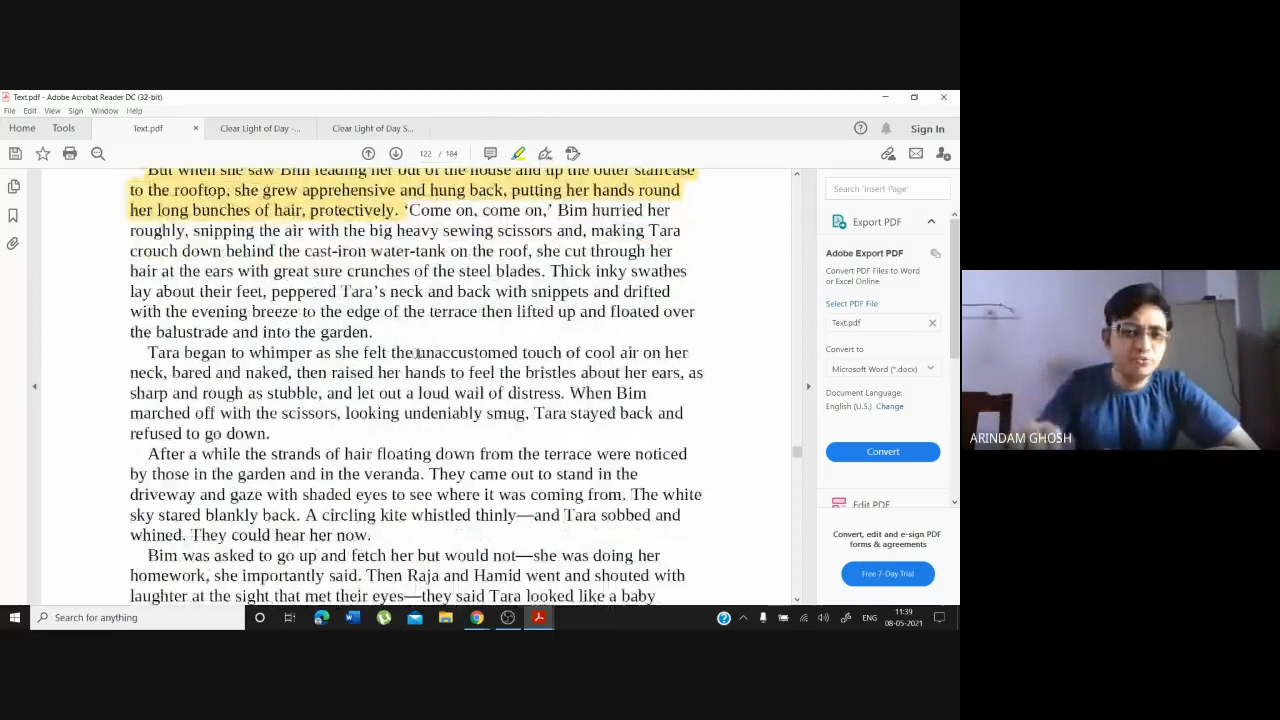 Text.pdf - Adobe Acrobat Reader DC (32-bit)
File Edit View Sign Window Help
Home Tools Text.pdf × Clear Light of Day -... Clear Light of Day S... Sign In
122 / 184
But when she saw Bim leading her out of the house and up the outer staircase
to the rooftop, she grew apprehensive and hung back, putting her hands round
her long bunches of hair, protectively. ‘Come on, come on,’ Bim hurried her
roughly, snipping the air with the big heavy sewing scissors and, making Tara
crouch down behind the cast-iron water-tank on the roof, she cut through her
hair at the ears with great sure crunches of the steel blades. Thick inky swathes
lay about their feet, peppered Tara’s neck and back with snippets and drifted
with the evening breeze to the edge of the terrace then lifted up and floated over
the balustrade and into the garden.
Tara began to whimper as she felt the unaccustomed touch of cool air on her
neck, bared and naked, then raised her hands to feel the bristles about her ears, as
sharp and rough as stubble, and let out a loud wail of distress. When Bim
marched off with the scissors, looking undeniably smug, Tara stayed back and
refused to go down.
After a while the strands of hair floating down from the terrace were noticed
by those in the garden and in the veranda. They came out to stand in the
driveway and gaze with shaded eyes to see where it was coming from. The white
sky stared blankly back. A circling kite whistled thinly—and Tara sobbed and
whined. They could hear her now.
Bim was asked to go up and fetch her but would not—she was doing her
homework, she importantly said. Then Raja and Hamid went and shouted with
laughter at the sight that met their eyes—they said Tara looked like a baby
Search 'Insert Page'
Export PDF
Adobe Export PDF
Convert PDF Files to Word
or Excel Online
Select PDF File
Text.pdf
Convert to
Microsoft Word (*.docx)
Document Language:
English (U.S.) Change
Convert
Edit PDF
Convert, edit and e-sign PDF
forms & agreements
Free 7-Day Trial
ARINDAM GHOSH
Search for anything
ENG
11:39
08-05-2021